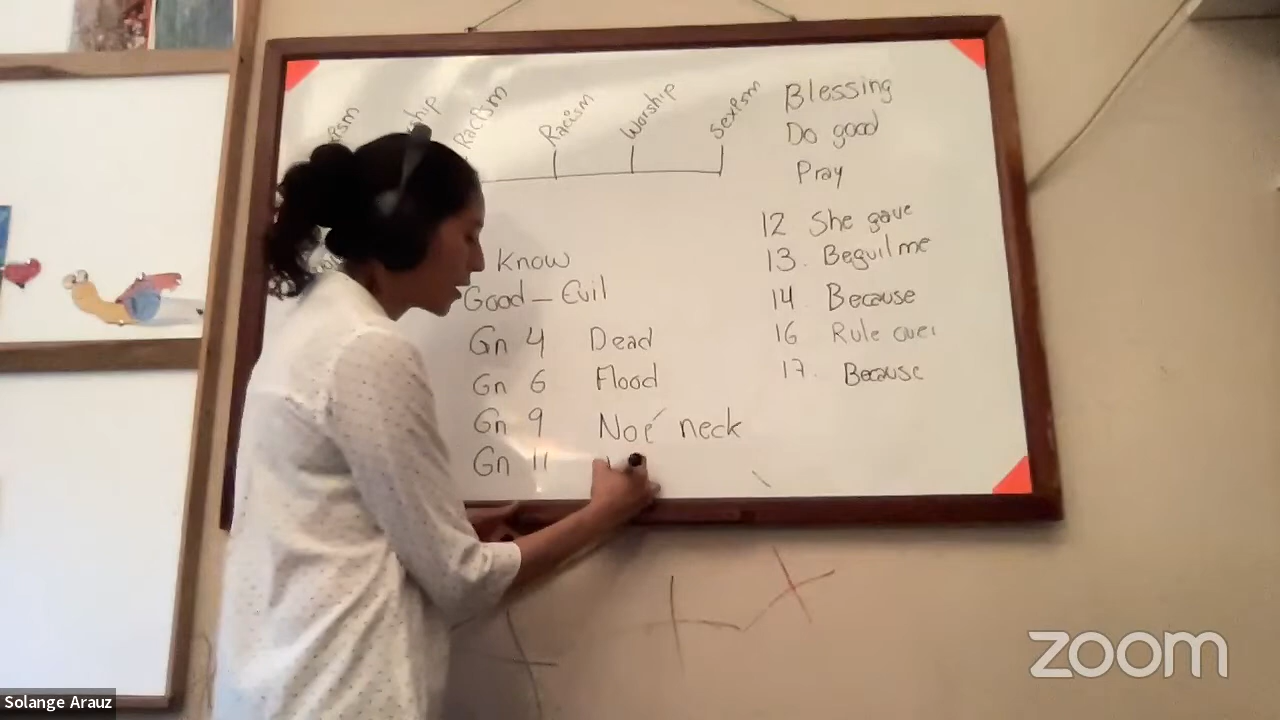 Racism
Racism
Worship
Sexism
Know
Good – Evil
Gn 4 Dead
Gn 6 Flood
Gn 9 Noé neck
Gn 11
Blessing
Do good
Pray
12 She gave
13. Beguil me
14 Because
16 Rule over
17. Because
zoom
Solange Arauz